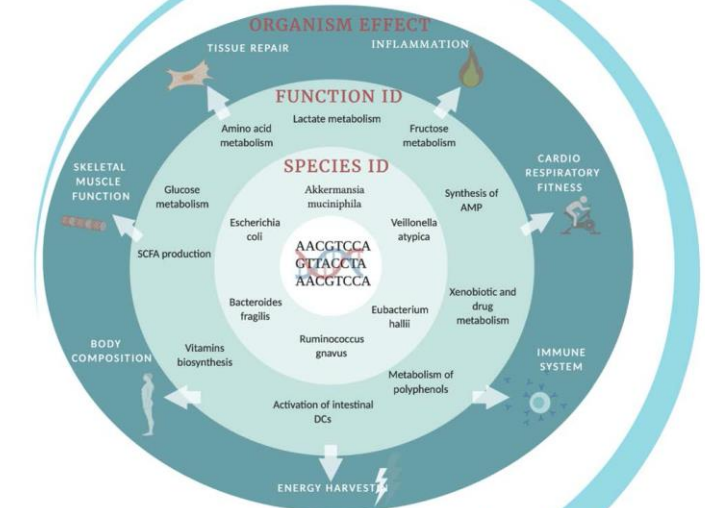 ORGANISM EFFECT
TISSUE REPAIR
INFLAMMATION
CARDIO
RESPIRATORY
FITNESS
IMMUNE
SYSTEM
ENERGY HARVEST
BODY
COMPOSITION
SKELETAL
MUSCLE
FUNCTION
FUNCTION ID
Lactate metabolism
Amino acid
metabolism
Fructose
metabolism
Glucose
metabolism
Synthesis of
AMP
SCFA production
Xenobiotic and
drug
metabolism
Vitamins
biosynthesis
Metabolism of
polyphenols
Activation of intestinal
DCs
SPECIES ID
Akkermansia
muciniphila
Escherichia
coli
Veillonella
atypica
Bacteroides
fragilis
Eubacterium
hallii
Ruminococcus
gnavus
AACGTCCA
GTTACCTA
AACGTCCA